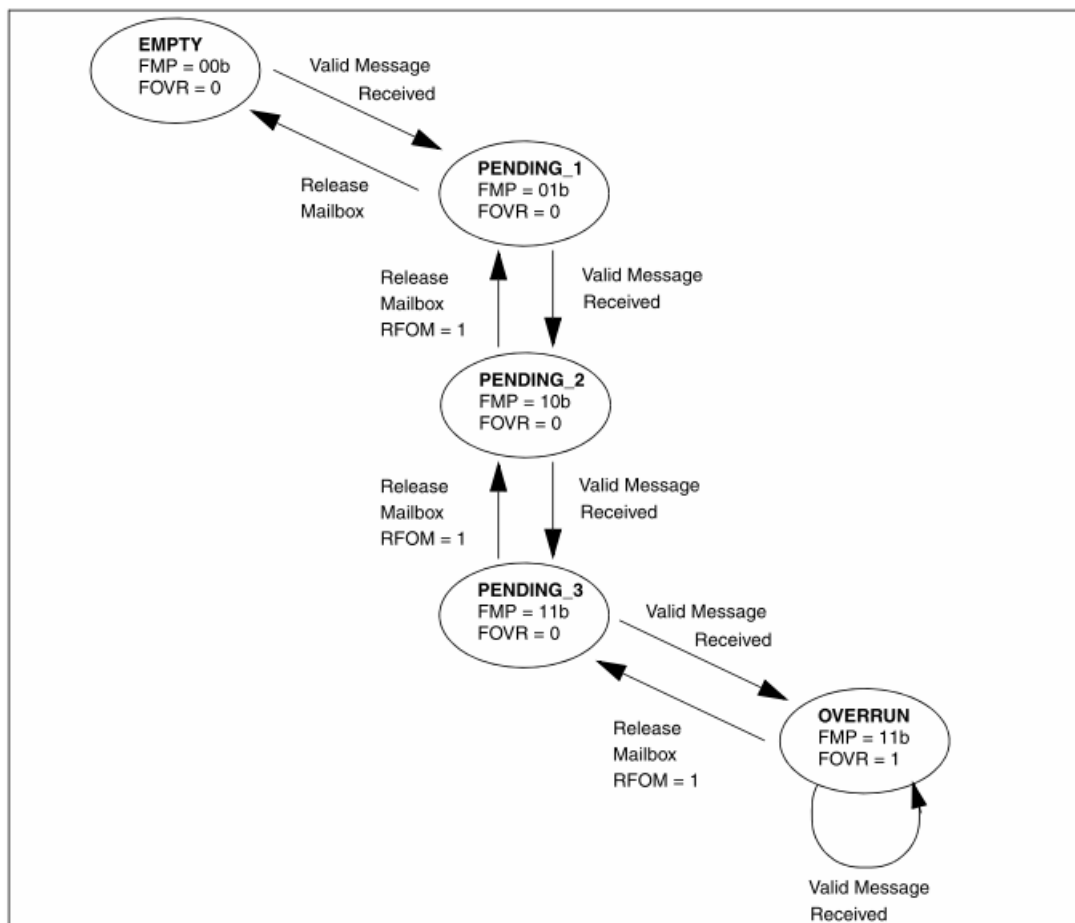 EMPTY
FMP = 00b
FOVR = 0
Valid Message
Received
Release
Mailbox
PENDING_1
FMP = 01b
FOVR = 0
Release
Mailbox
RFOM = 1
Valid Message
Received
PENDING_2
FMP = 10b
FOVR = 0
Release
Mailbox
RFOM = 1
Valid Message
Received
PENDING_3
FMP = 11b
FOVR = 0
Valid Message
Received
Release
Mailbox
RFOM = 1
OVERRUN
FMP = 11b
FOVR = 1
Valid Message
Received